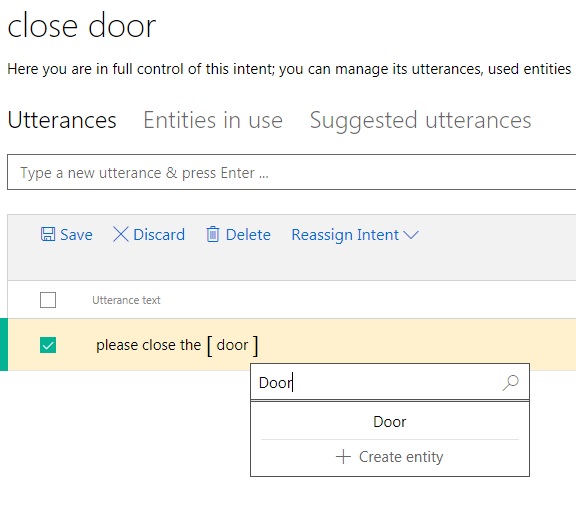 close door
Here you are in full control of this intent; you can manage its utterances, used entities
Utterances Entities in use Suggested utterances
Type a new utterance & press Enter ...
Save Discard Delete Reassign Intent
Utterance text
please close the [ door ]
Door
Door
Create entity